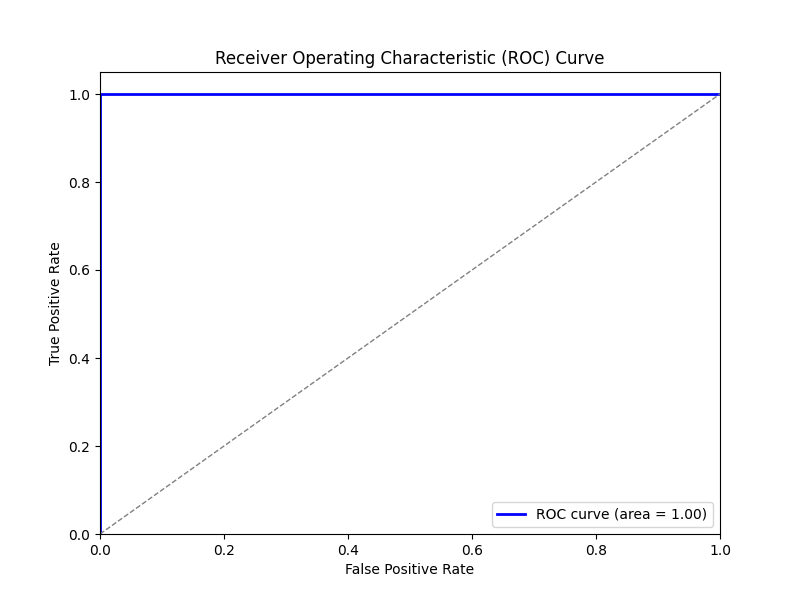 Receiver Operating Characteristic (ROC) Curve
1.0
0.8
0.6
0.4
0.2
0.0
True Positive Rate
ROC curve (area = 1.00)
0.0 0.2 0.4 0.6 0.8 1.0
False Positive Rate